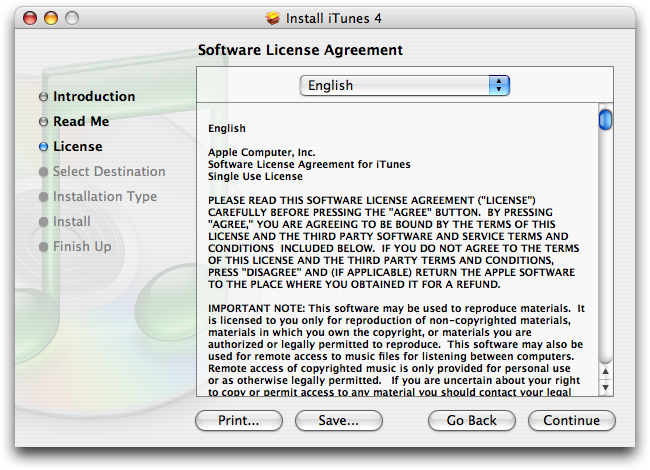 Install iTunes 4
Software License Agreement
Introduction
Read Me
License
Select Destination
Installation Type
Install
Finish Up
English
English
Apple Computer, Inc.
Software License Agreement for iTunes
Single Use License
PLEASE READ THIS SOFTWARE LICENSE AGREEMENT ("LICENSE")
CAREFULLY BEFORE PRESSING THE "AGREE" BUTTON.  BY PRESSING
"AGREE," YOU ARE AGREEING TO BE BOUND BY THE TERMS OF THIS
LICENSE AND THE THIRD PARTY SOFTWARE AND SERVICE TERMS AND
CONDITIONS  INCLUDED BELOW.  IF YOU DO NOT AGREE TO THE TERMS
OF THIS LICENSE AND THE THIRD PARTY TERMS AND CONDITIONS,
PRESS "DISAGREE" AND (IF APPLICABLE) RETURN THE APPLE SOFTWARE
TO THE PLACE WHERE YOU OBTAINED IT FOR A REFUND.
IMPORTANT NOTE: This software may be used to reproduce materials.  It
is licensed to you only for reproduction of non-copyrighted materials,
materials in which you own the copyright, or materials you are
authorized or legally permitted to reproduce.  This software may also be
used for remote access to music files for listening between computers.
Remote access of copyrighted music is only provided for personal use
or as otherwise legally permitted.   If you are uncertain about your right
to copy or permit access to any material you should contact your legal
Print...
Save...
Go Back
Continue